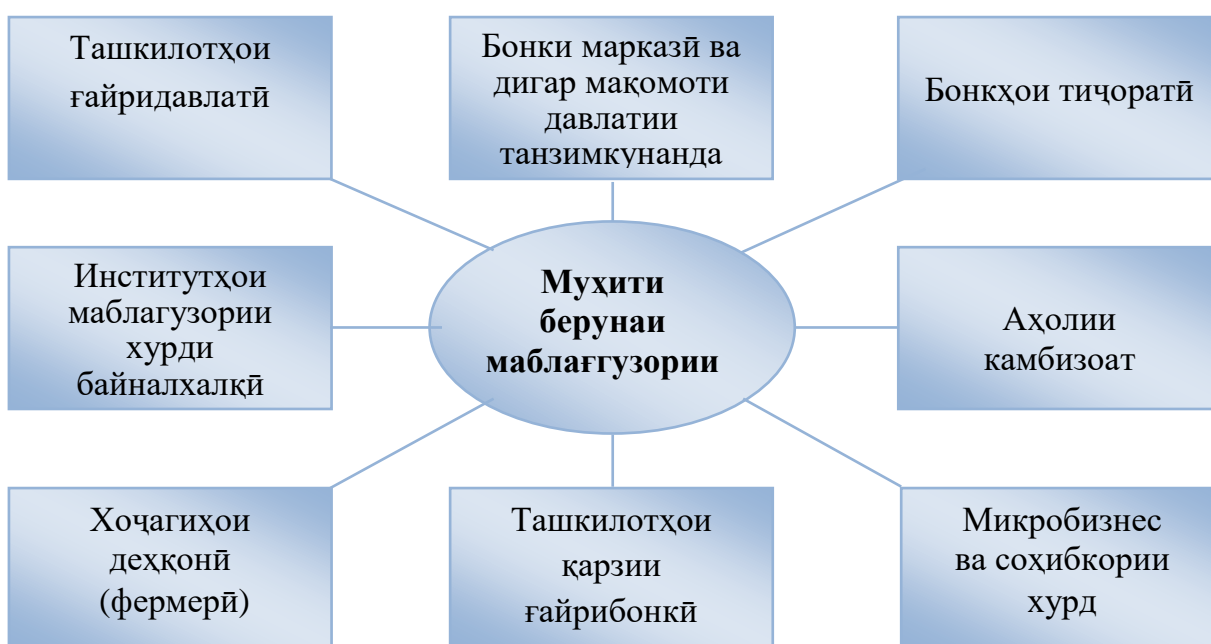 Ташкилотҳои
ғайридавлатӣ
Бонки марказӣ ва
дигар мақомоти
давлатии
танзимкунанда
Бонкҳои тиҷоратӣ
Институтҳои
маблагузории
хурди
байналхалқӣ
Муҳити
берунаи
маблағгузории
Аҳолии
камбизоат
Хоҷагиҳои
деҳқонӣ
(фермерӣ)
Ташкилотҳои
қарзии
ғайрибонкӣ
Микробизнес
ва соҳибкории
хурд